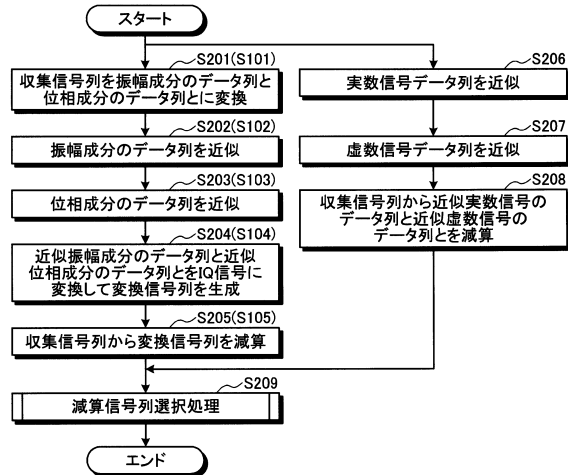 スタート
S201(S101)
収集信号列を振幅成分のデータ列と
位相成分のデータ列とに変換
S202(S102)
振幅成分のデータ列を近似
S203(S103)
位相成分のデータ列を近似
S204(S104)
近似振幅成分のデータ列と近似
位相成分のデータ列とをIQ信号に
変換して変換信号列を生成
S205(S105)
収集信号列から変換信号列を減算
S206
実数信号データ列を近似
S207
虚数信号データ列を近似
S208
収集信号列から近似実数信号の
データ列と近似虚数信号の
データ列とを減算
S209
減算信号列選択処理
エンド